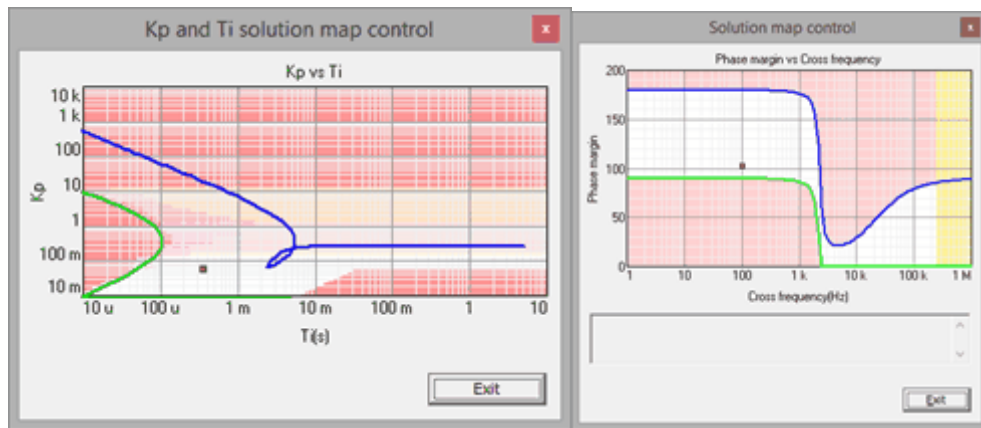 Kp and Ti solution map control
x
Kp vs Ti
10 k
1 k
100
10
1
100 m
10 m
Kp
10 u
100 u
1 m
10 m
100 m
1
10
Ti(s)
Exit
Solution map control
x
Phase margin vs Cross frequency
200
150
100
50
0
Phase margin
1
10
100
1 k
10 k
100 k
1 M
Cross frequency(Hz)
Exit